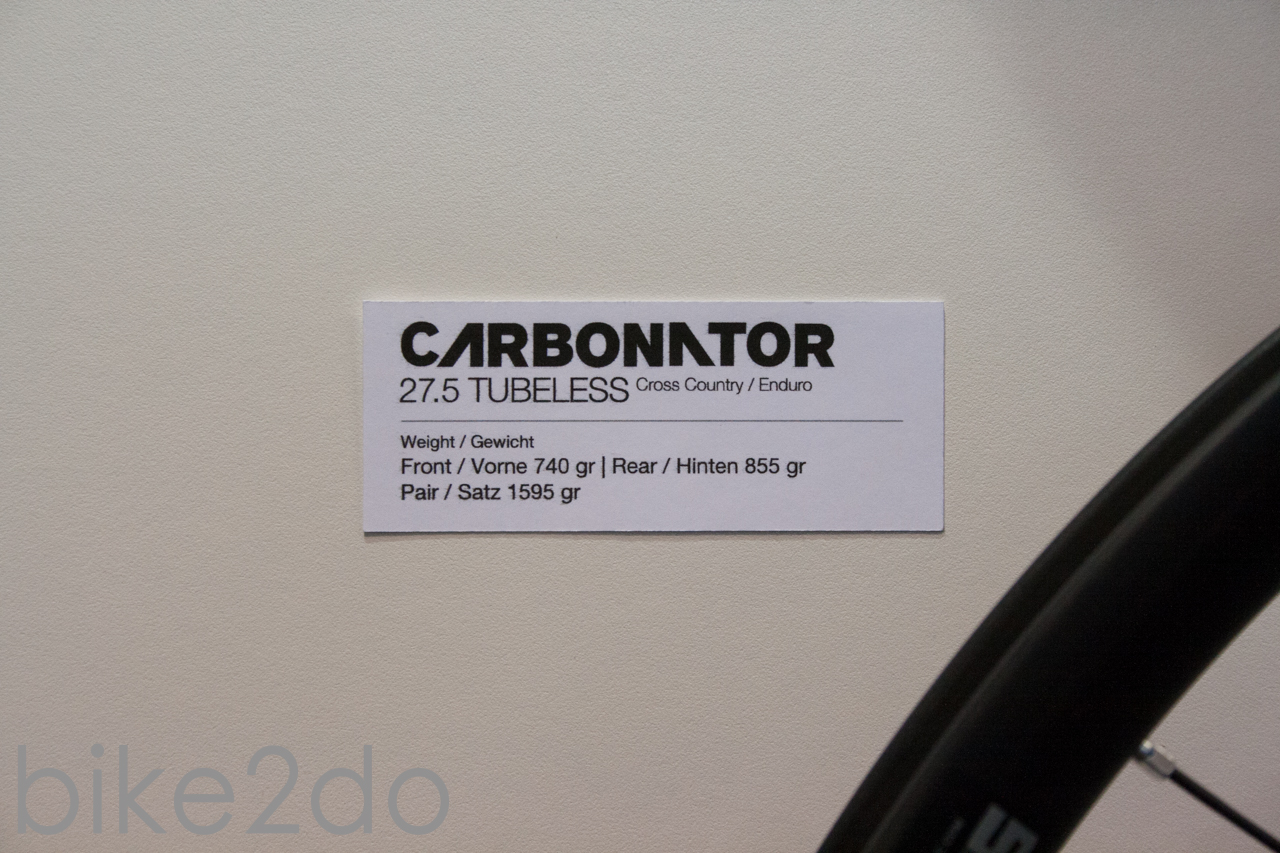 CARBONATOR
27.5 TUBELESS Cross Country / Enduro
Weight / Gewicht
Front / Vorne 740 gr | Rear / Hinten 855 gr
Pair / Satz 1595 gr
bike2do